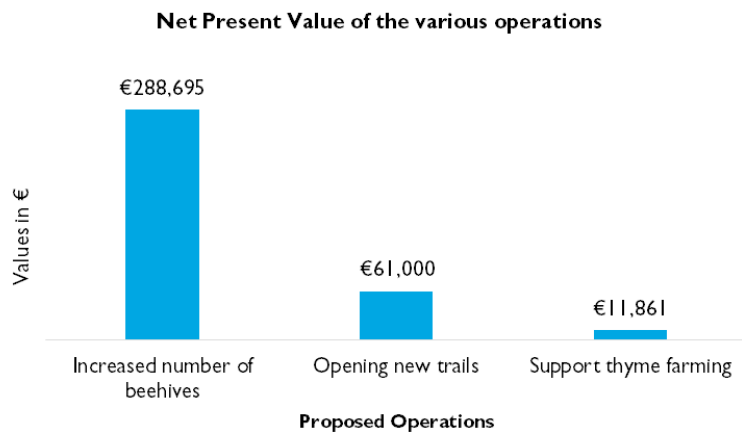 Net Present Value of the various operations
€288,695
€61,000
€11,861
Values in €
Increased number of
beehives
Opening new trails
Support thyme farming
Proposed Operations